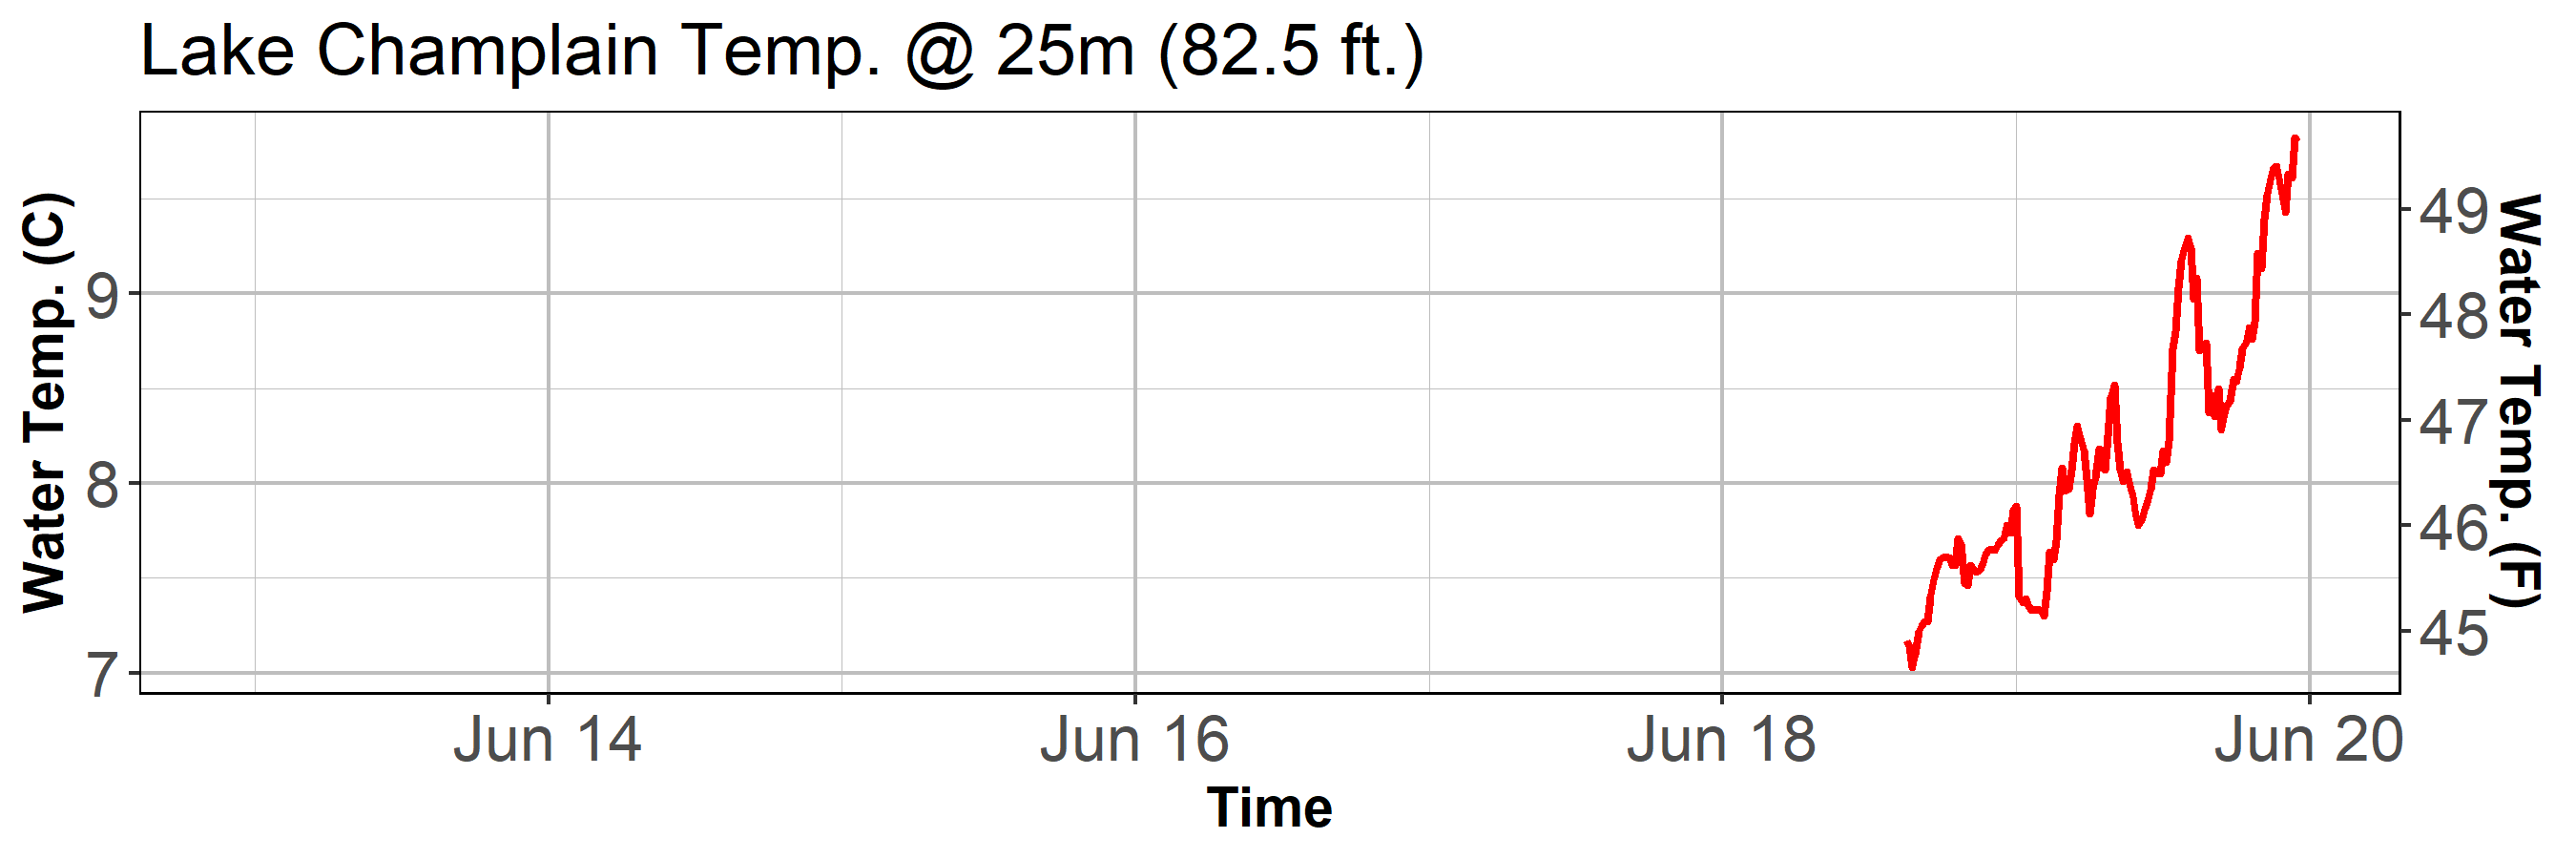 Lake Champlain Temp. @ 25m (82.5 ft.)
Water Temp. (C)
9
8
7
49
48
47
46
45
Water Temp. (F)
Jun 14 Jun 16 Jun 18 Jun 20
Time